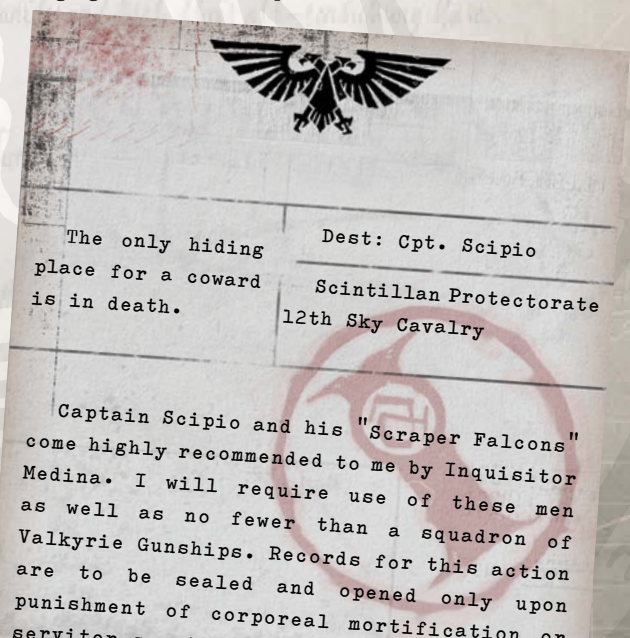 The only hiding
place for a coward
is in death.
Dest: Cpt. Scipio
Scintillan Protectorate
12th Sky Cavalry
Captain Scipio and his "Scraper Falcons"
come highly recommended to me by Inquisitor
Medina. I will require use of these men
as well as no fewer than a squadron of
Valkyrie Gunships. Records for this action
are to be sealed and opened only upon
punishment of corporeal mortification or
servitor